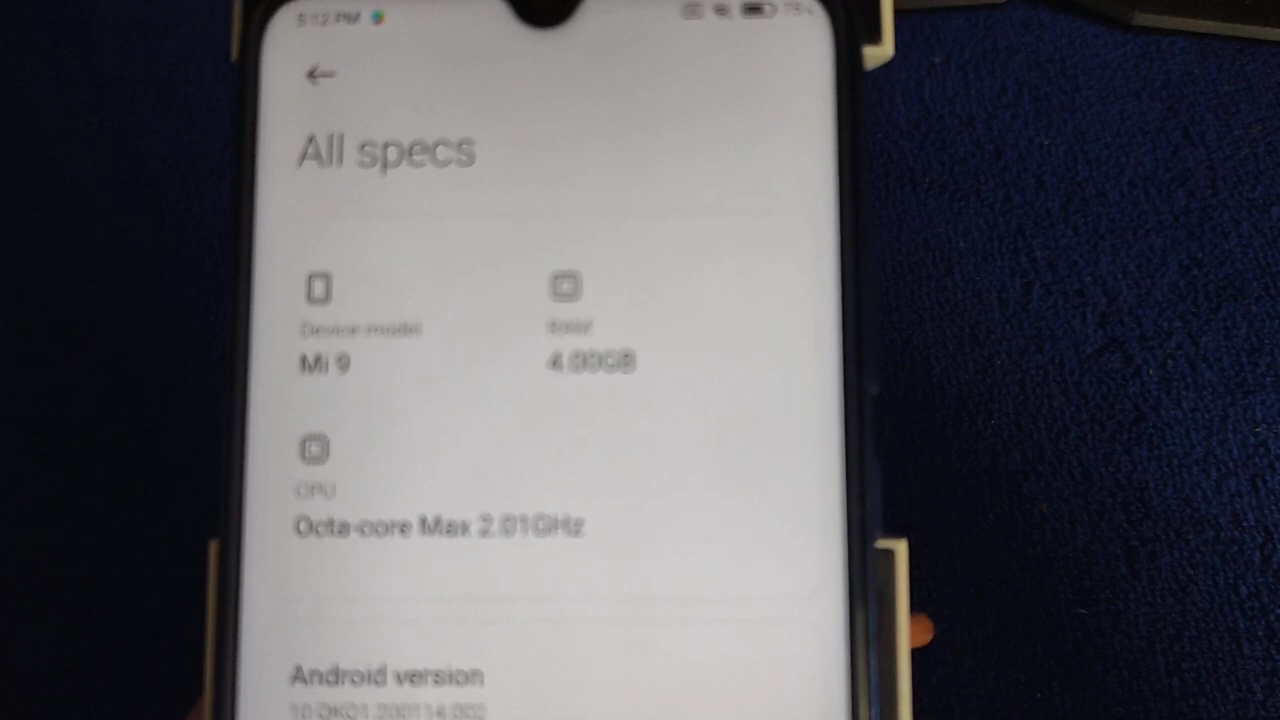 5:12 PM
All specs
Device model
Mi 9
RAM
4.00GB
CPU
Octa-core Max 2.01GHz
Android version
10 QKQ1.200114.002